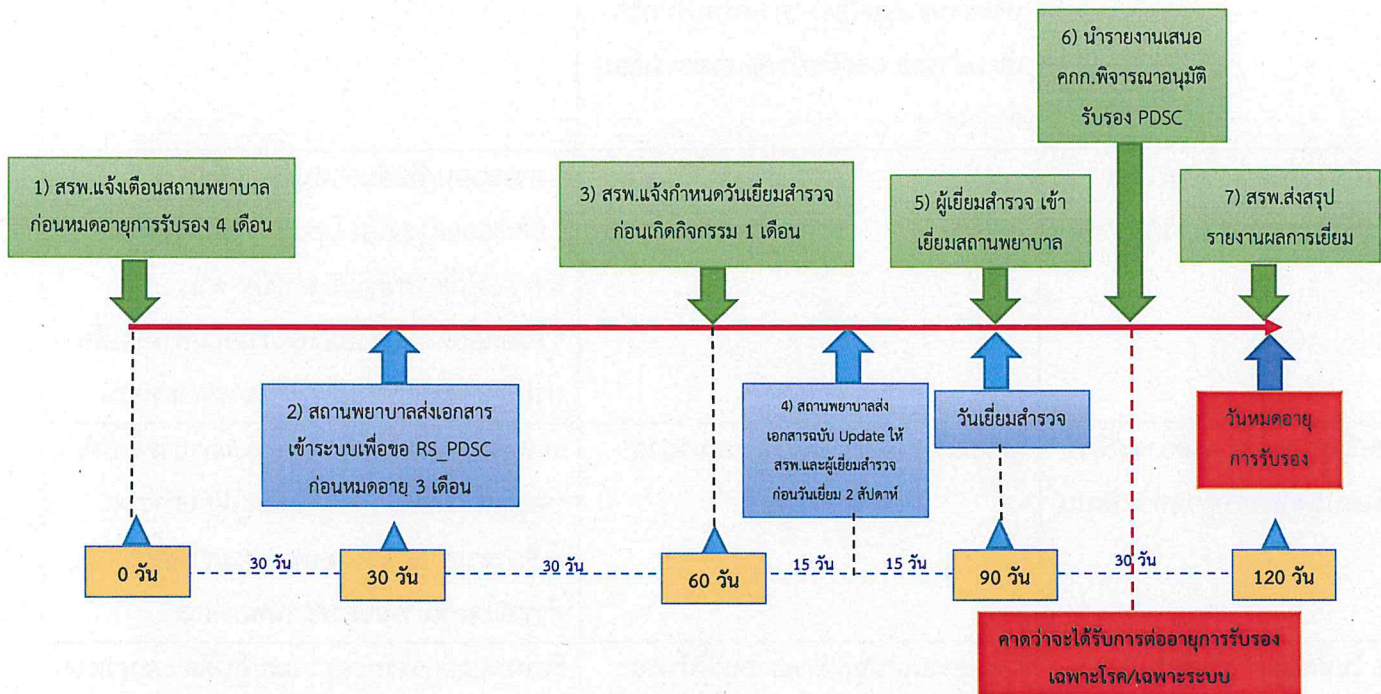 6) นำรายงานเสนอ
คกก.พิจารณาอนุมัติ
รับรอง PDSC
1) สรพ.แจ้งเตือนสถานพยาบาล
ก่อนหมดอายุการรับรอง 4 เดือน
3) สรพ.แจ้งกำหนดวันเยี่ยมสำรวจ
ก่อนเกิดกิจกรรม 1 เดือน
5) ผู้เยี่ยมสำรวจ เข้า
เยี่ยมสถานพยาบาล
7) สรพ.ส่งสรุป
รายงานผลการเยี่ยม
2) สถานพยาบาลส่งเอกสาร
เข้าระบบเพื่อขอ RS_PDSC
ก่อนหมดอายุ 3 เดือน
4) สถานพยาบาลส่ง
เอกสารฉบับ Update ให้
สรพ.และผู้เยี่ยมสำรวจ
ก่อนวันเยี่ยม 2 สัปดาห์
วันเยี่ยมสำรวจ
วันหมดอายุ
การรับรอง
0 วัน
30 วัน
30 วัน
30 วัน
60 วัน
15 วัน
15 วัน
90 วัน
30 วัน
120 วัน
คาดว่าจะได้รับการต่ออายุการรับรอง
เฉพาะโรค/เฉพาะระบบ